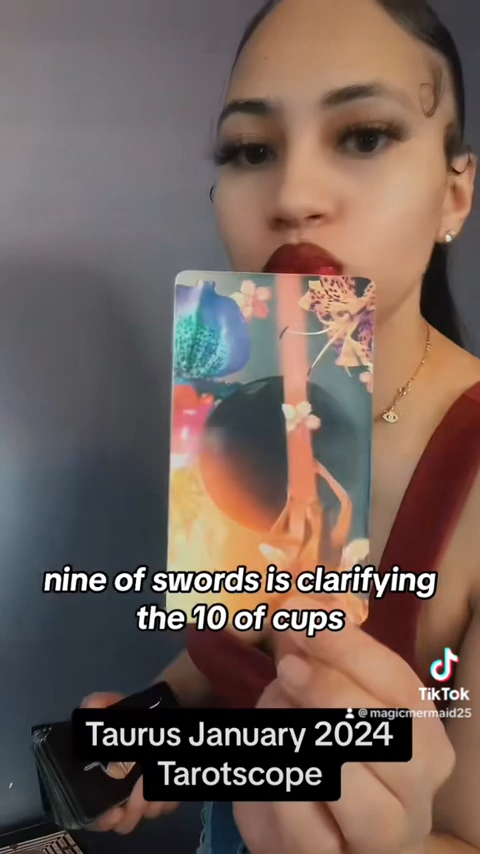 nine of swords is clarifying
the 10 of cups
TikTok
@magicmermaid25
Taurus January 2024
Tarotscope